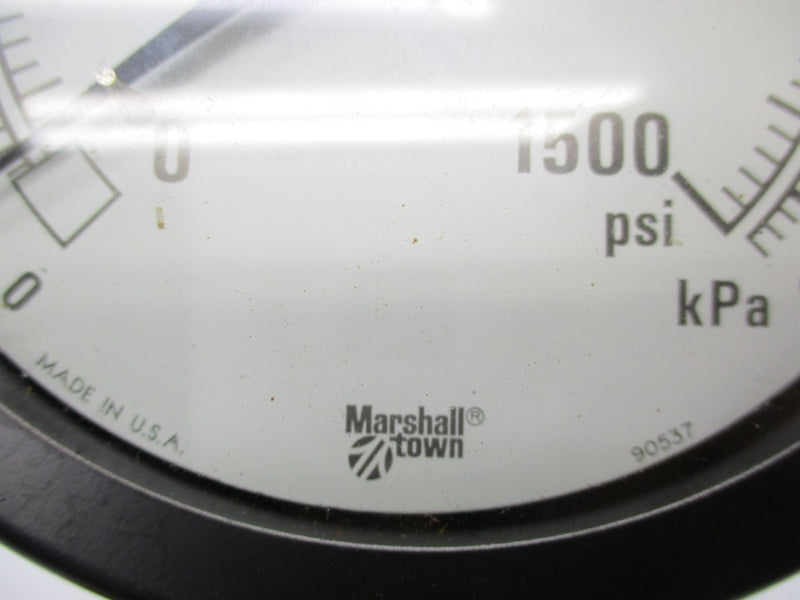 0
1500
psi
kPa
0
MADE IN U.S.A.
Marshall®
town
90537